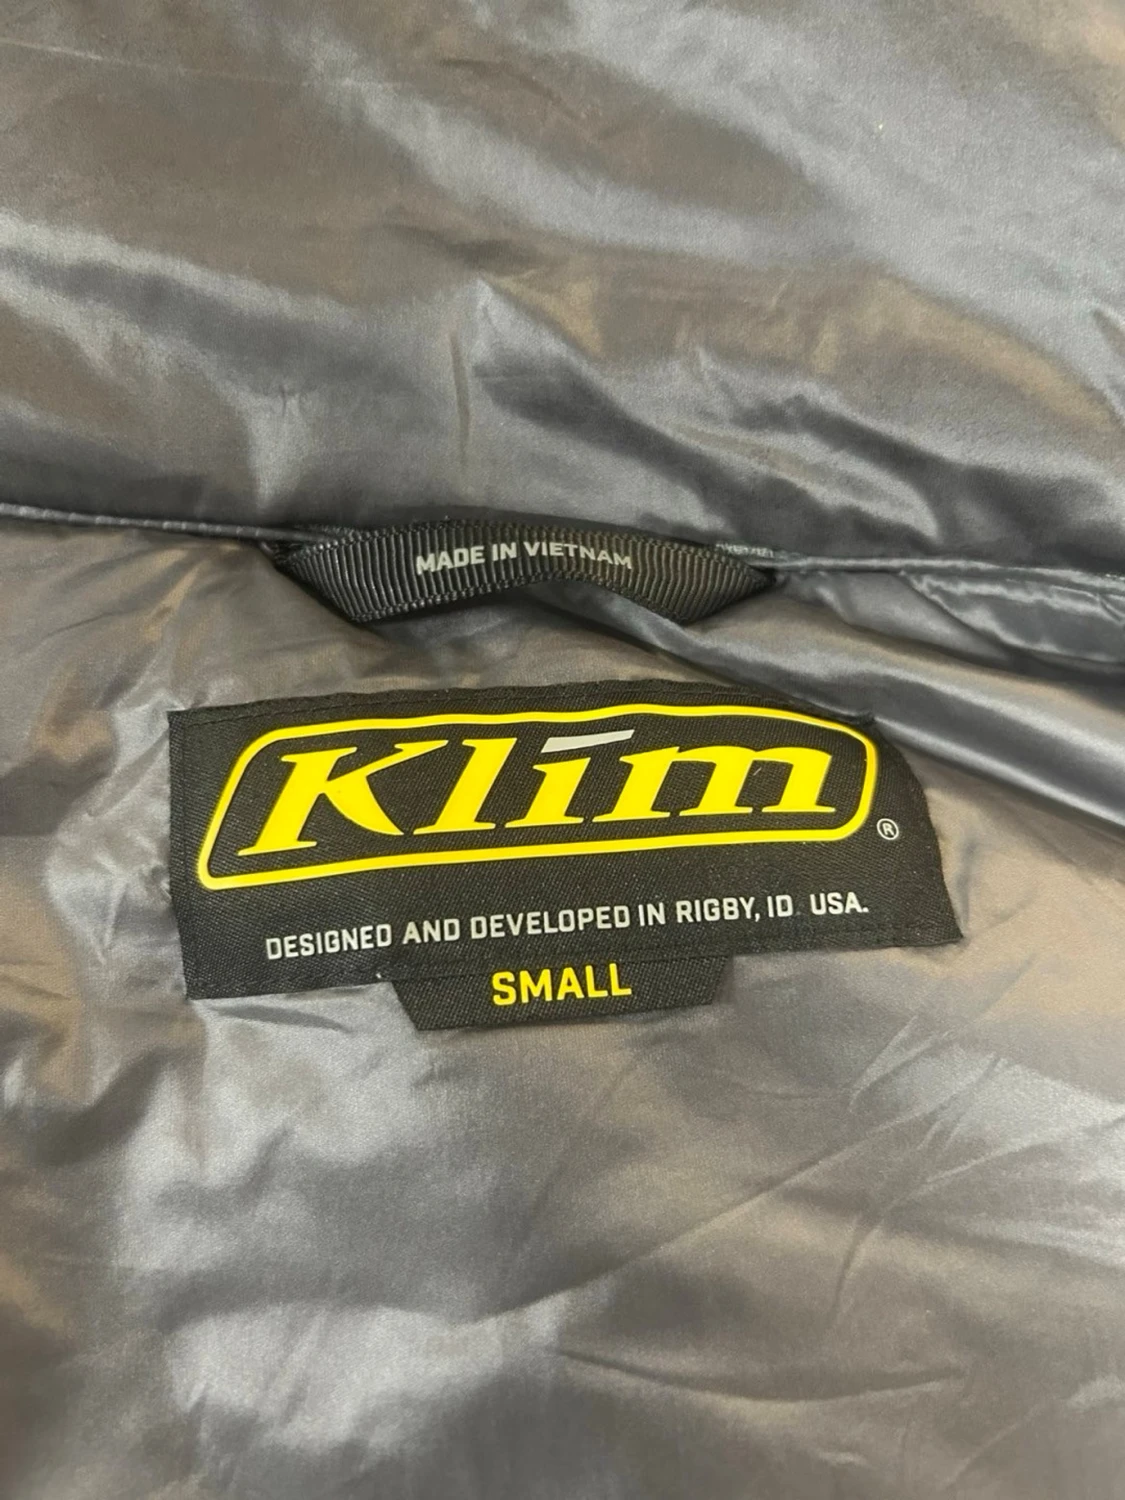 MADE IN VIETNAM
Klim
®
DESIGNED AND DEVELOPED IN RIGBY, ID USA.
SMALL